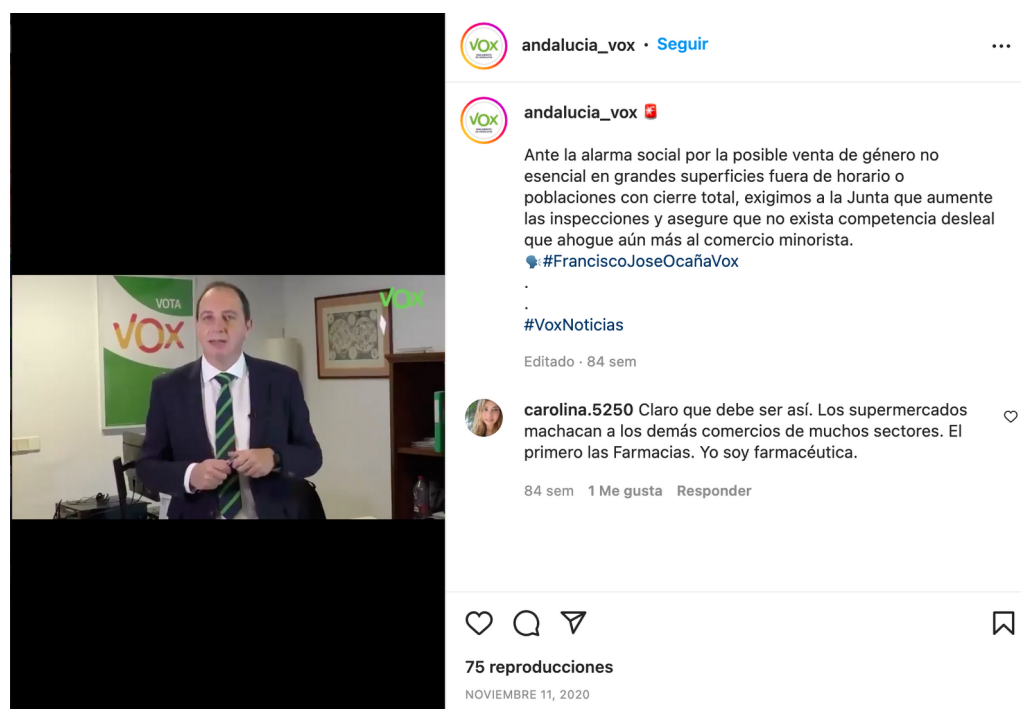 VOTA
VOX
VOX
VOX
andalucia_vox • Seguir
VOX
andalucia_vox 🚨
Ante la alarma social por la posible venta de género no
esencial en grandes superficies fuera de horario o
poblaciones con cierre total, exigimos a la Junta que aumente
las inspecciones y asegure que no exista competencia desleal
que ahogue aún más al comercio minorista.
🗣#FranciscoJoseOcañaVox
.
.
#VoxNoticias
Editado · 84 sem
carolina.5250 Claro que debe ser así. Los supermercados
machacan a los demás comercios de muchos sectores. El
primero las Farmacias. Yo soy farmacéutica.
84 sem 1 Me gusta Responder
75 reproducciones
NOVIEMBRE 11, 2020